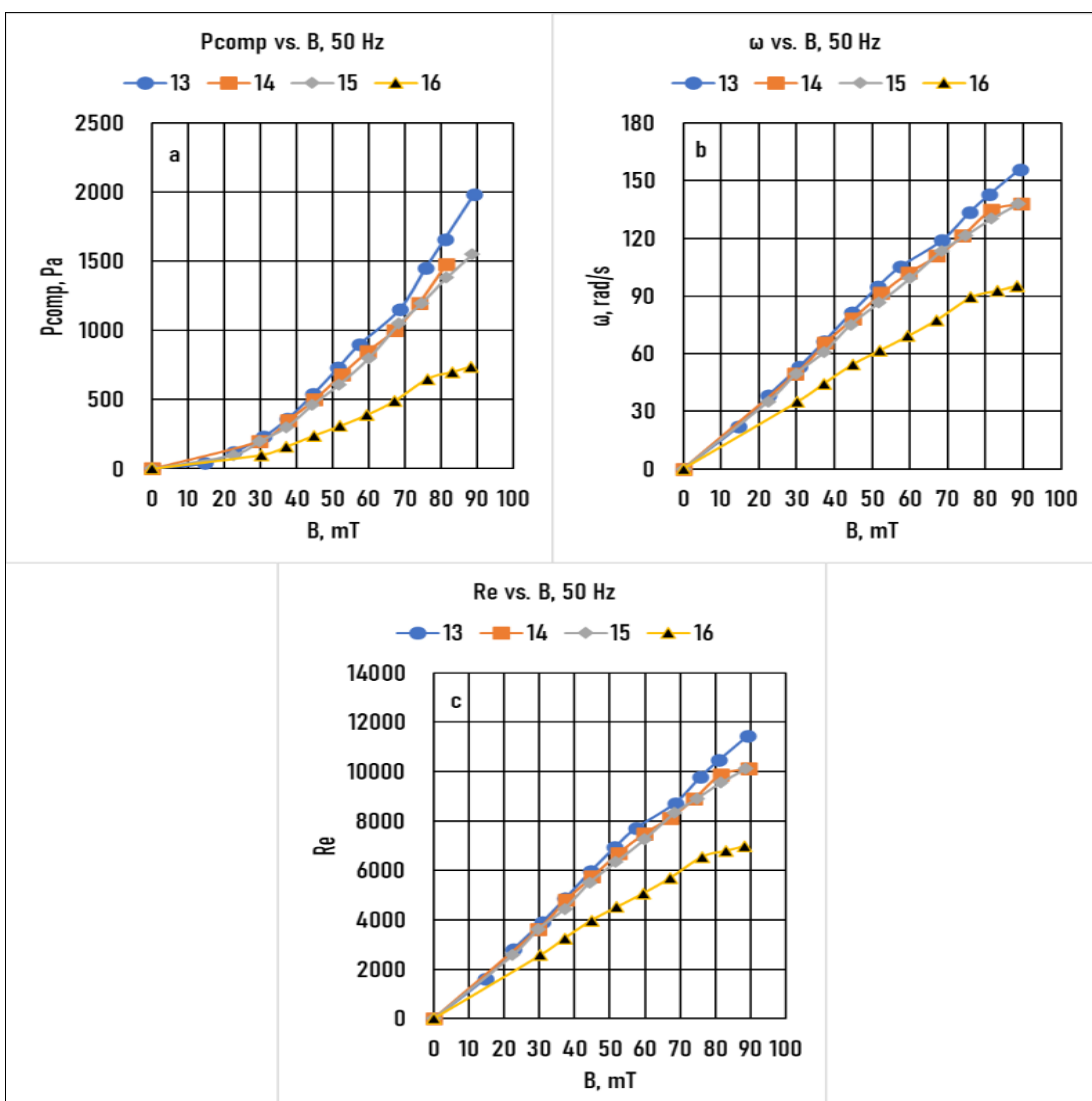 Pcomp vs. B, 50 Hz
13 14 15 16
Pcomp, Pa
2500
2000
1500
1000
500
0
a
0 10 20 30 40 50 60 70 80 90 100
B, mT
ω vs. B, 50 Hz
13 14 15 16
ω, rad/s
180
150
120
90
60
30
0
b
0 10 20 30 40 50 60 70 80 90 100
B, mT
Re vs. B, 50 Hz
13 14 15 16
Re
14000
12000
10000
8000
6000
4000
2000
0
c
0 10 20 30 40 50 60 70 80 90 100
B, mT